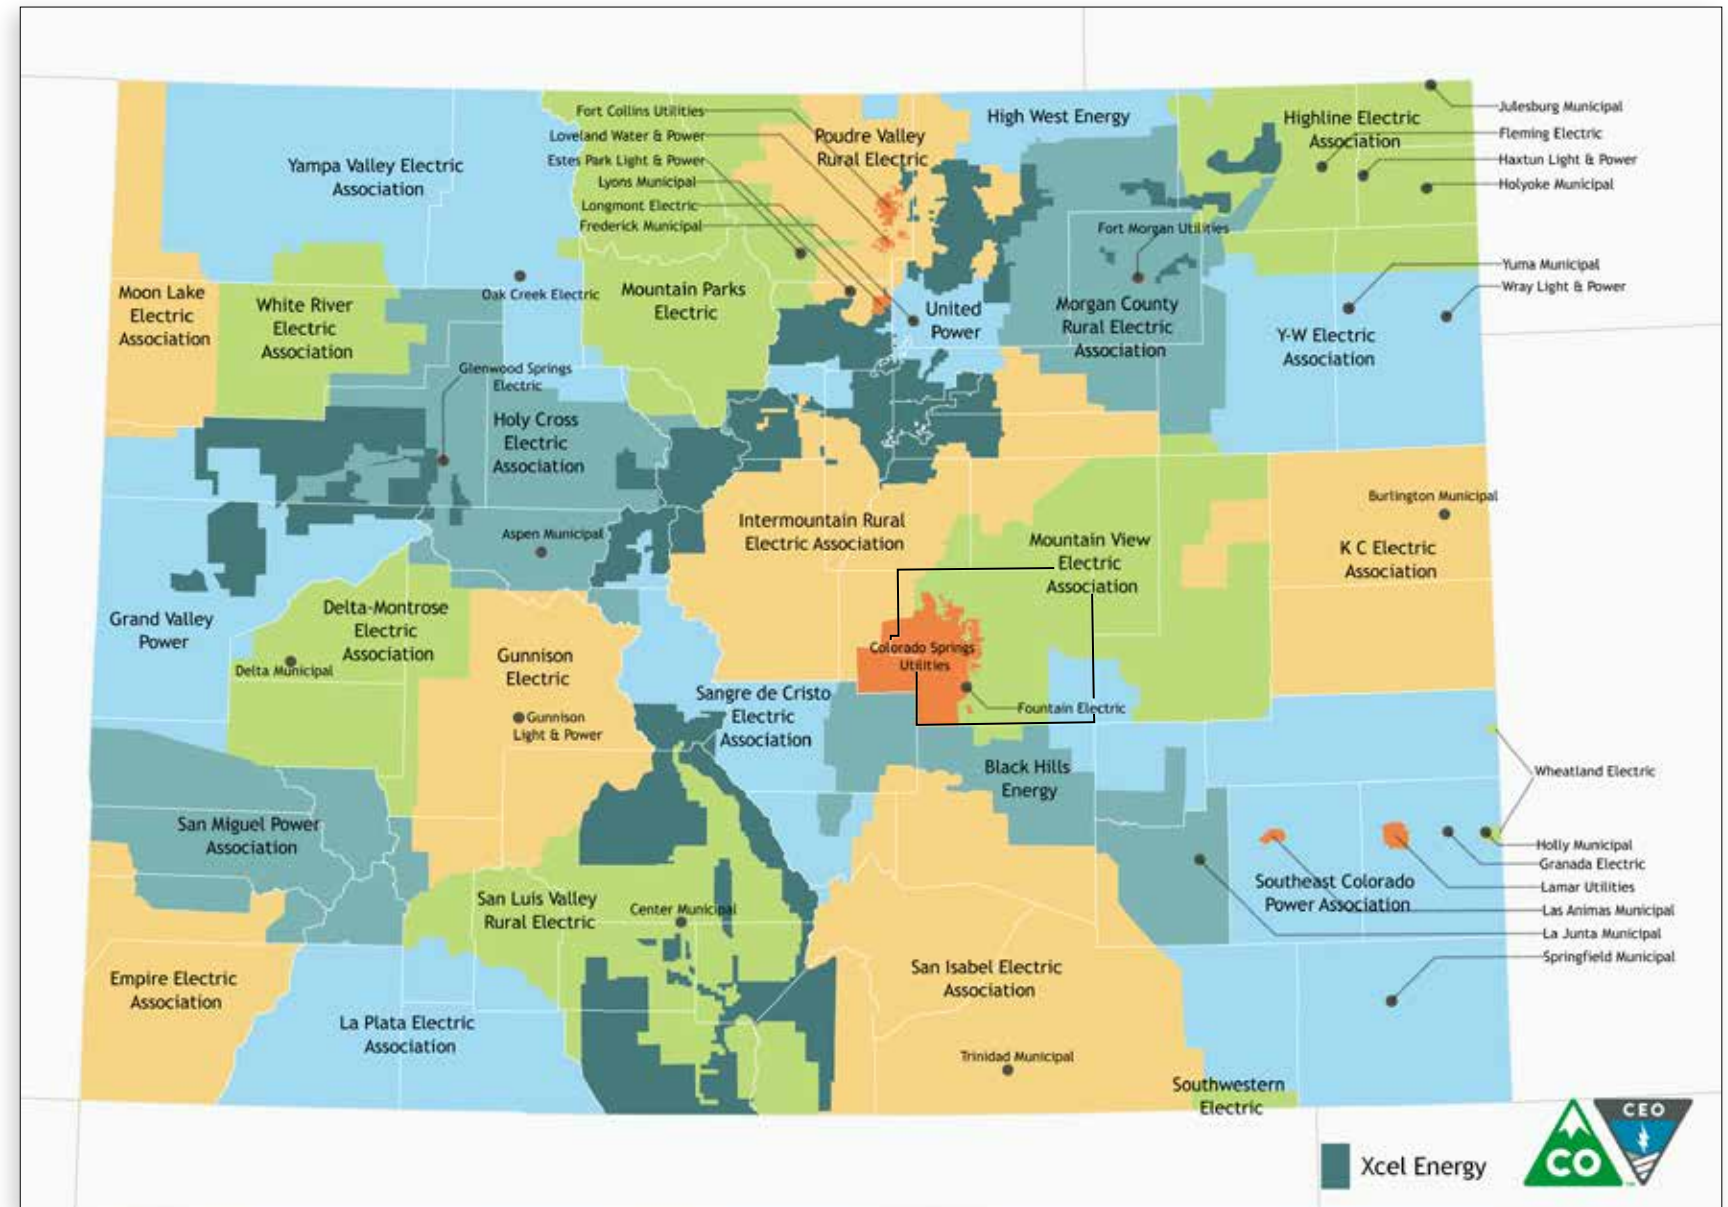 Fort Collins Utilities
Loveland Water & Power
Estes Park Light & Power
Lyons Municipal
Longmont Electric
Frederick Municipal
Poudre Valley
Rural Electric
High West Energy
Highline Electric
Association
Julesburg Municipal
Fleming Electric
Haxtun Light & Power
Holyoke Municipal
Yampa Valley Electric
Association
Fort Morgan Utilities
Yuma Municipal
Wray Light & Power
Moon Lake
Electric
Association
White River
Electric
Association
Oak Creek Electric
Mountain Parks
Electric
United
Power
Morgan County
Rural Electric
Association
Y-W Electric
Association
Glenwood Springs
Electric
Holy Cross
Electric
Association
Burlington Municipal
Aspen Municipal
Intermountain Rural
Electric Association
Mountain View
Electric
Association
K C Electric
Association
Grand Valley
Power
Delta-Montrose
Electric
Association
Delta Municipal
Gunnison
Electric
Colorado Springs
Utilities
Gunnison
Light & Power
Sangre de Cristo
Electric
Association
Fountain Electric
Black Hills
Energy
Wheatland Electric
San Miguel Power
Association
Holly Municipal
Granada Electric
Lamar Utilities
Las Animas Municipal
La Junta Municipal
Springfield Municipal
Southeast Colorado
Power Association
San Luis Valley
Rural Electric
Center Municipal
Empire Electric
Association
San Isabel Electric
Association
La Plata Electric
Association
Trinidad Municipal
Southwestern
Electric
Xcel Energy
CO
CEO